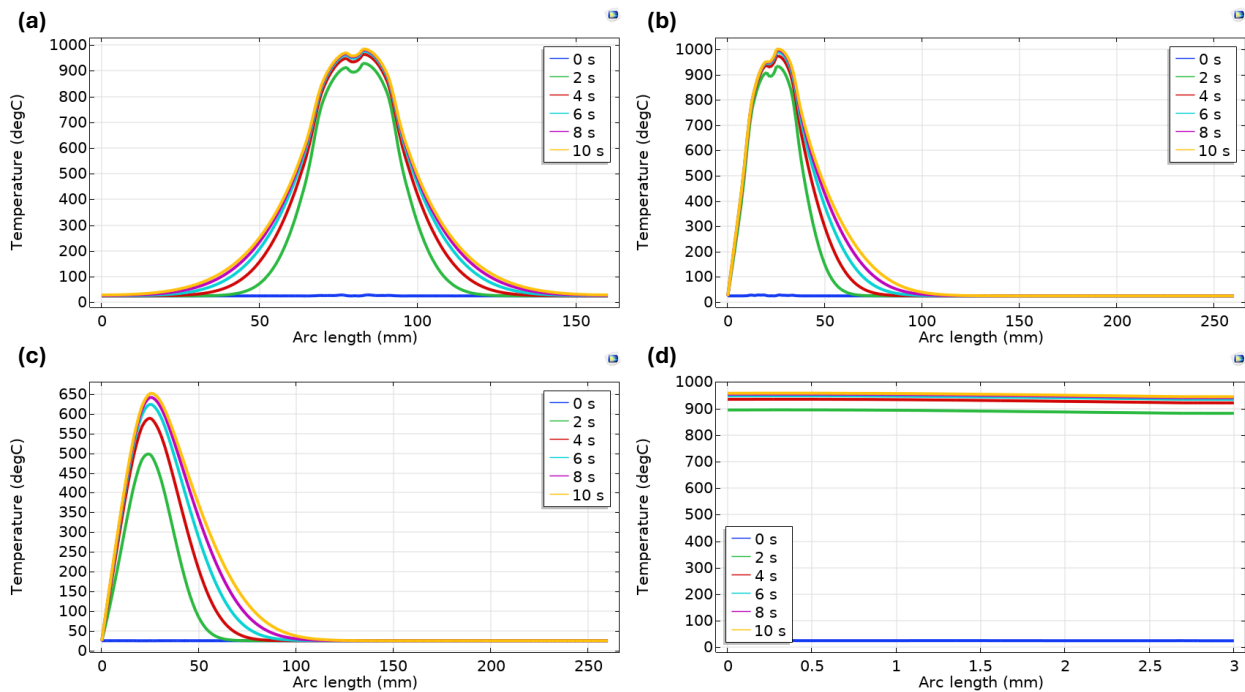 (a)
1000
900
800
700
600
500
400
300
200
100
0
Temperature (degC)
0 s
2 s
4 s
6 s
8 s
10 s
0
50
100
150
Arc length (mm)
(b)
1000
900
800
700
600
500
400
300
200
100
0
Temperature (degC)
0 s
2 s
4 s
6 s
8 s
10 s
0
50
100
150
200
250
Arc length (mm)
(c)
650
600
550
500
450
400
350
300
250
200
150
100
50
0
Temperature (degC)
0 s
2 s
4 s
6 s
8 s
10 s
0
50
100
150
200
250
Arc length (mm)
(d)
1000
900
800
700
600
500
400
300
200
100
0
Temperature (degC)
0 s
2 s
4 s
6 s
8 s
10 s
0
0.5
1
1.5
2
2.5
3
Arc length (mm)